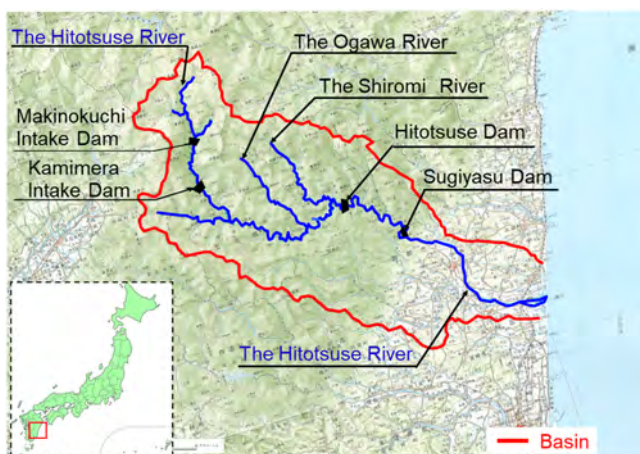 The Hitotsuse River
The Ogawa River
The Shiromi River
Makinokuchi
Intake Dam
Hitotsuse Dam
Kamimera
Intake Dam
Sugiyasu Dam
The Hitotsuse River
Basin